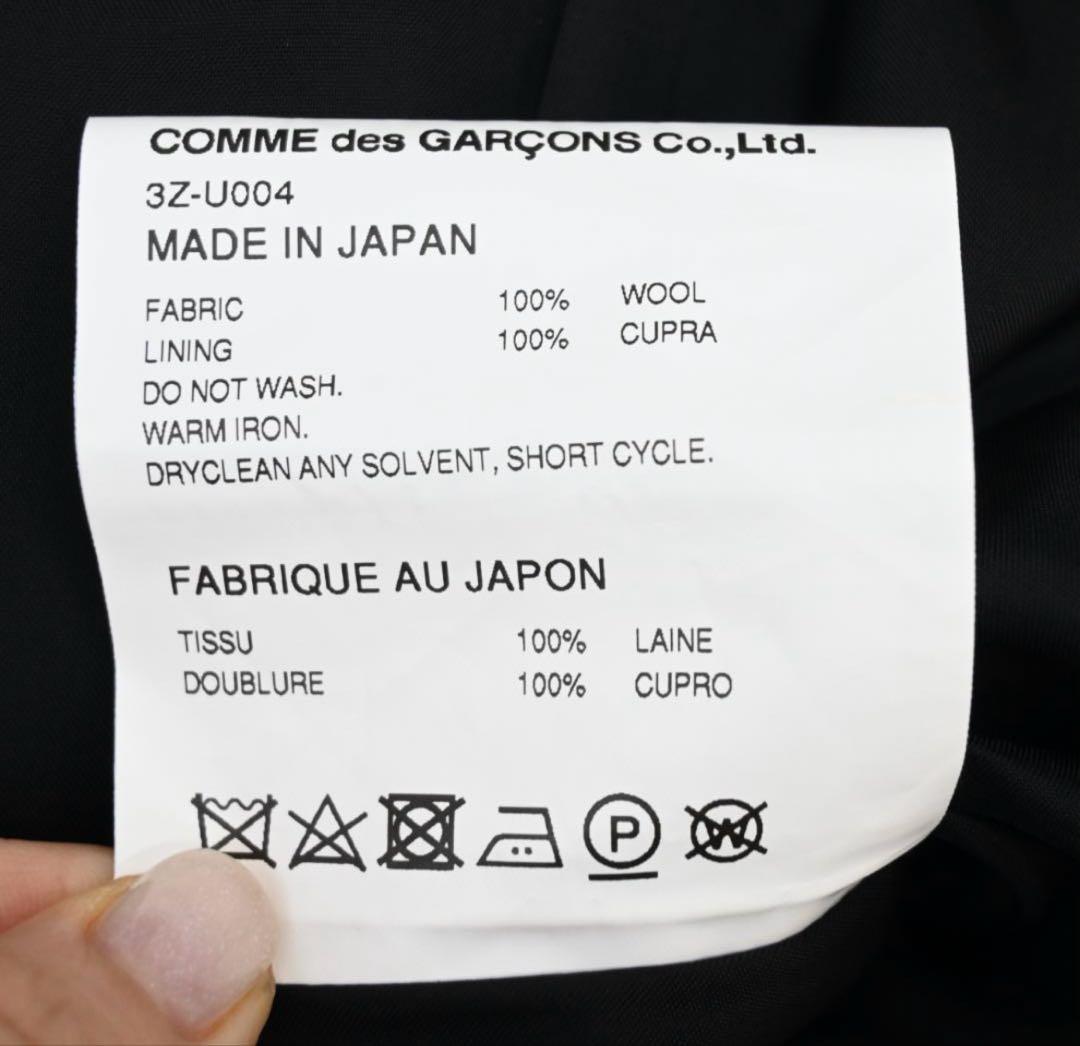 COMME des GARÇONS Co.,Ltd.
3Z-U004
MADE IN JAPAN
FABRIC 100% WOOL
LINING 100% CUPRA
DO NOT WASH.
WARM IRON.
DRYCLEAN ANY SOLVENT, SHORT CYCLE.
FABRIQUE AU JAPON
TISSU 100% LAINE
DOUBLURE 100% CUPRO
P W